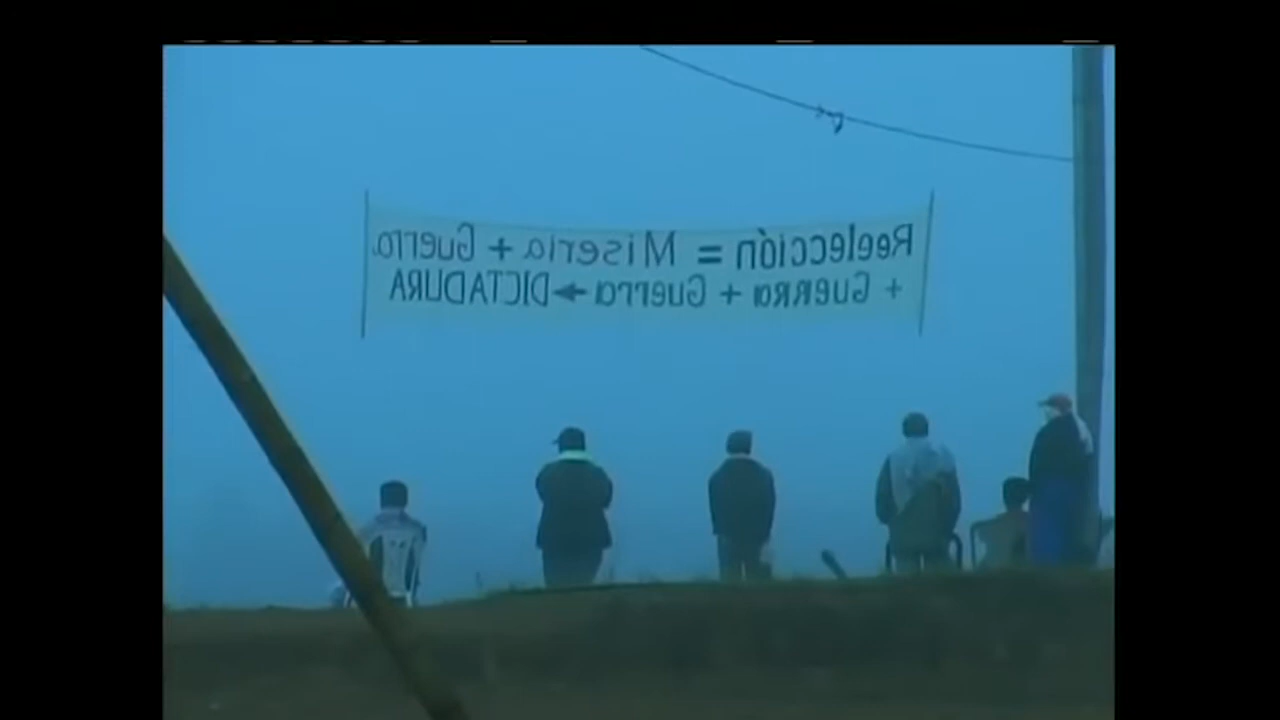 Reelección = Miseria + Guerra
+ GueRRa + Guerra ← DICTADURA